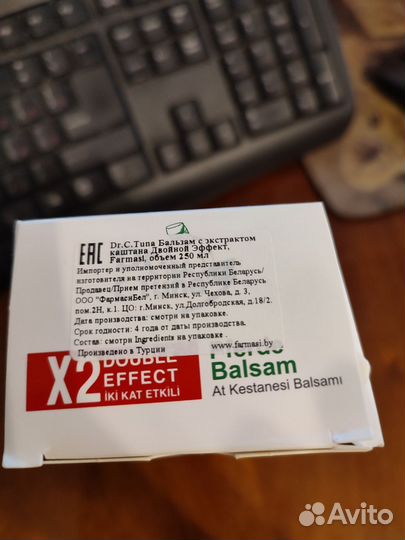 EAC
Dr.C.Tuna Бальзам с экстрактом
каштана Двойной Эффект,
Farmasi, объем 250 мл
Импортер и уполномоченный представитель
изготовителя на территории Республики Беларусь/
Продавец/Прием претензий в Республике Беларусь
ООО "ФармасиБел", г. Минск, ул. Чехова, д. 3,
пом.2Н, к.1. ЦО: г.Минск, ул.Долгобродская, д.18/2.
Дата производства: смотри на упаковке.
Срок годности: 4 года от даты производства.
Состав: смотри Ingredients на упаковке .
Произведено в Турции www.farmasi.by
X2 DOUBLE
EFFECT
İKİ KAT ETKİLİ
Balsam
At Kestanesi Balsamı
Avito